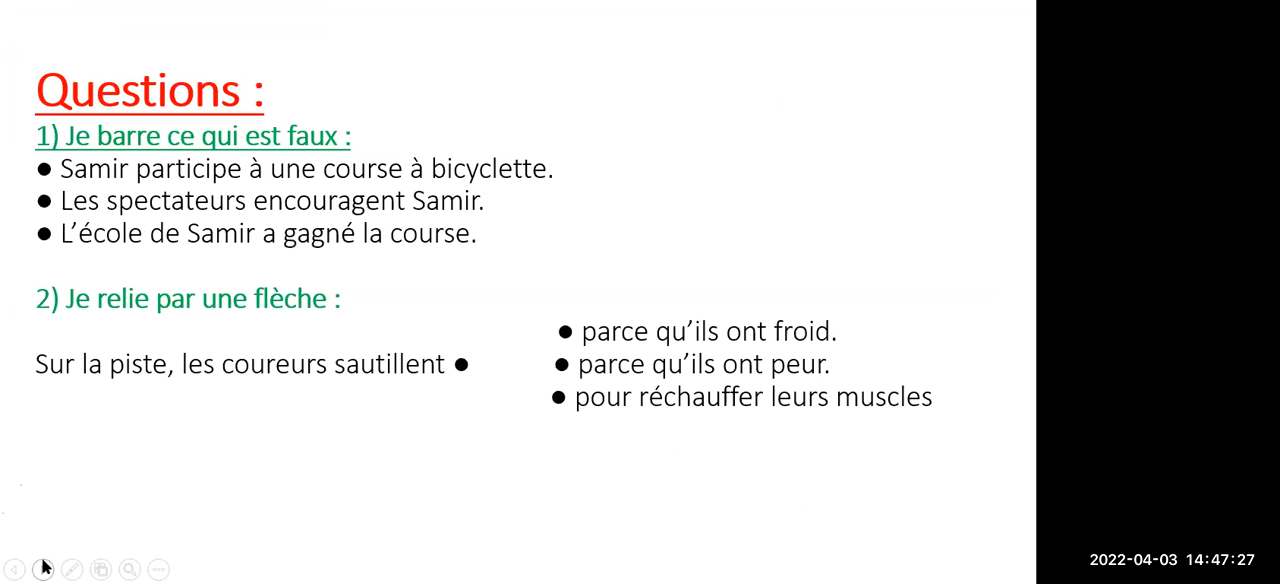 Questions :
1) Je barre ce qui est faux :
● Samir participe à une course à bicyclette.
● Les spectateurs encouragent Samir.
● L’école de Samir a gagné la course.
2) Je relie par une flèche :
● parce qu’ils ont froid.
Sur la piste, les coureurs sautillent ● ● parce qu’ils ont peur.
● pour réchauffer leurs muscles
2022-04-03 14:47:27